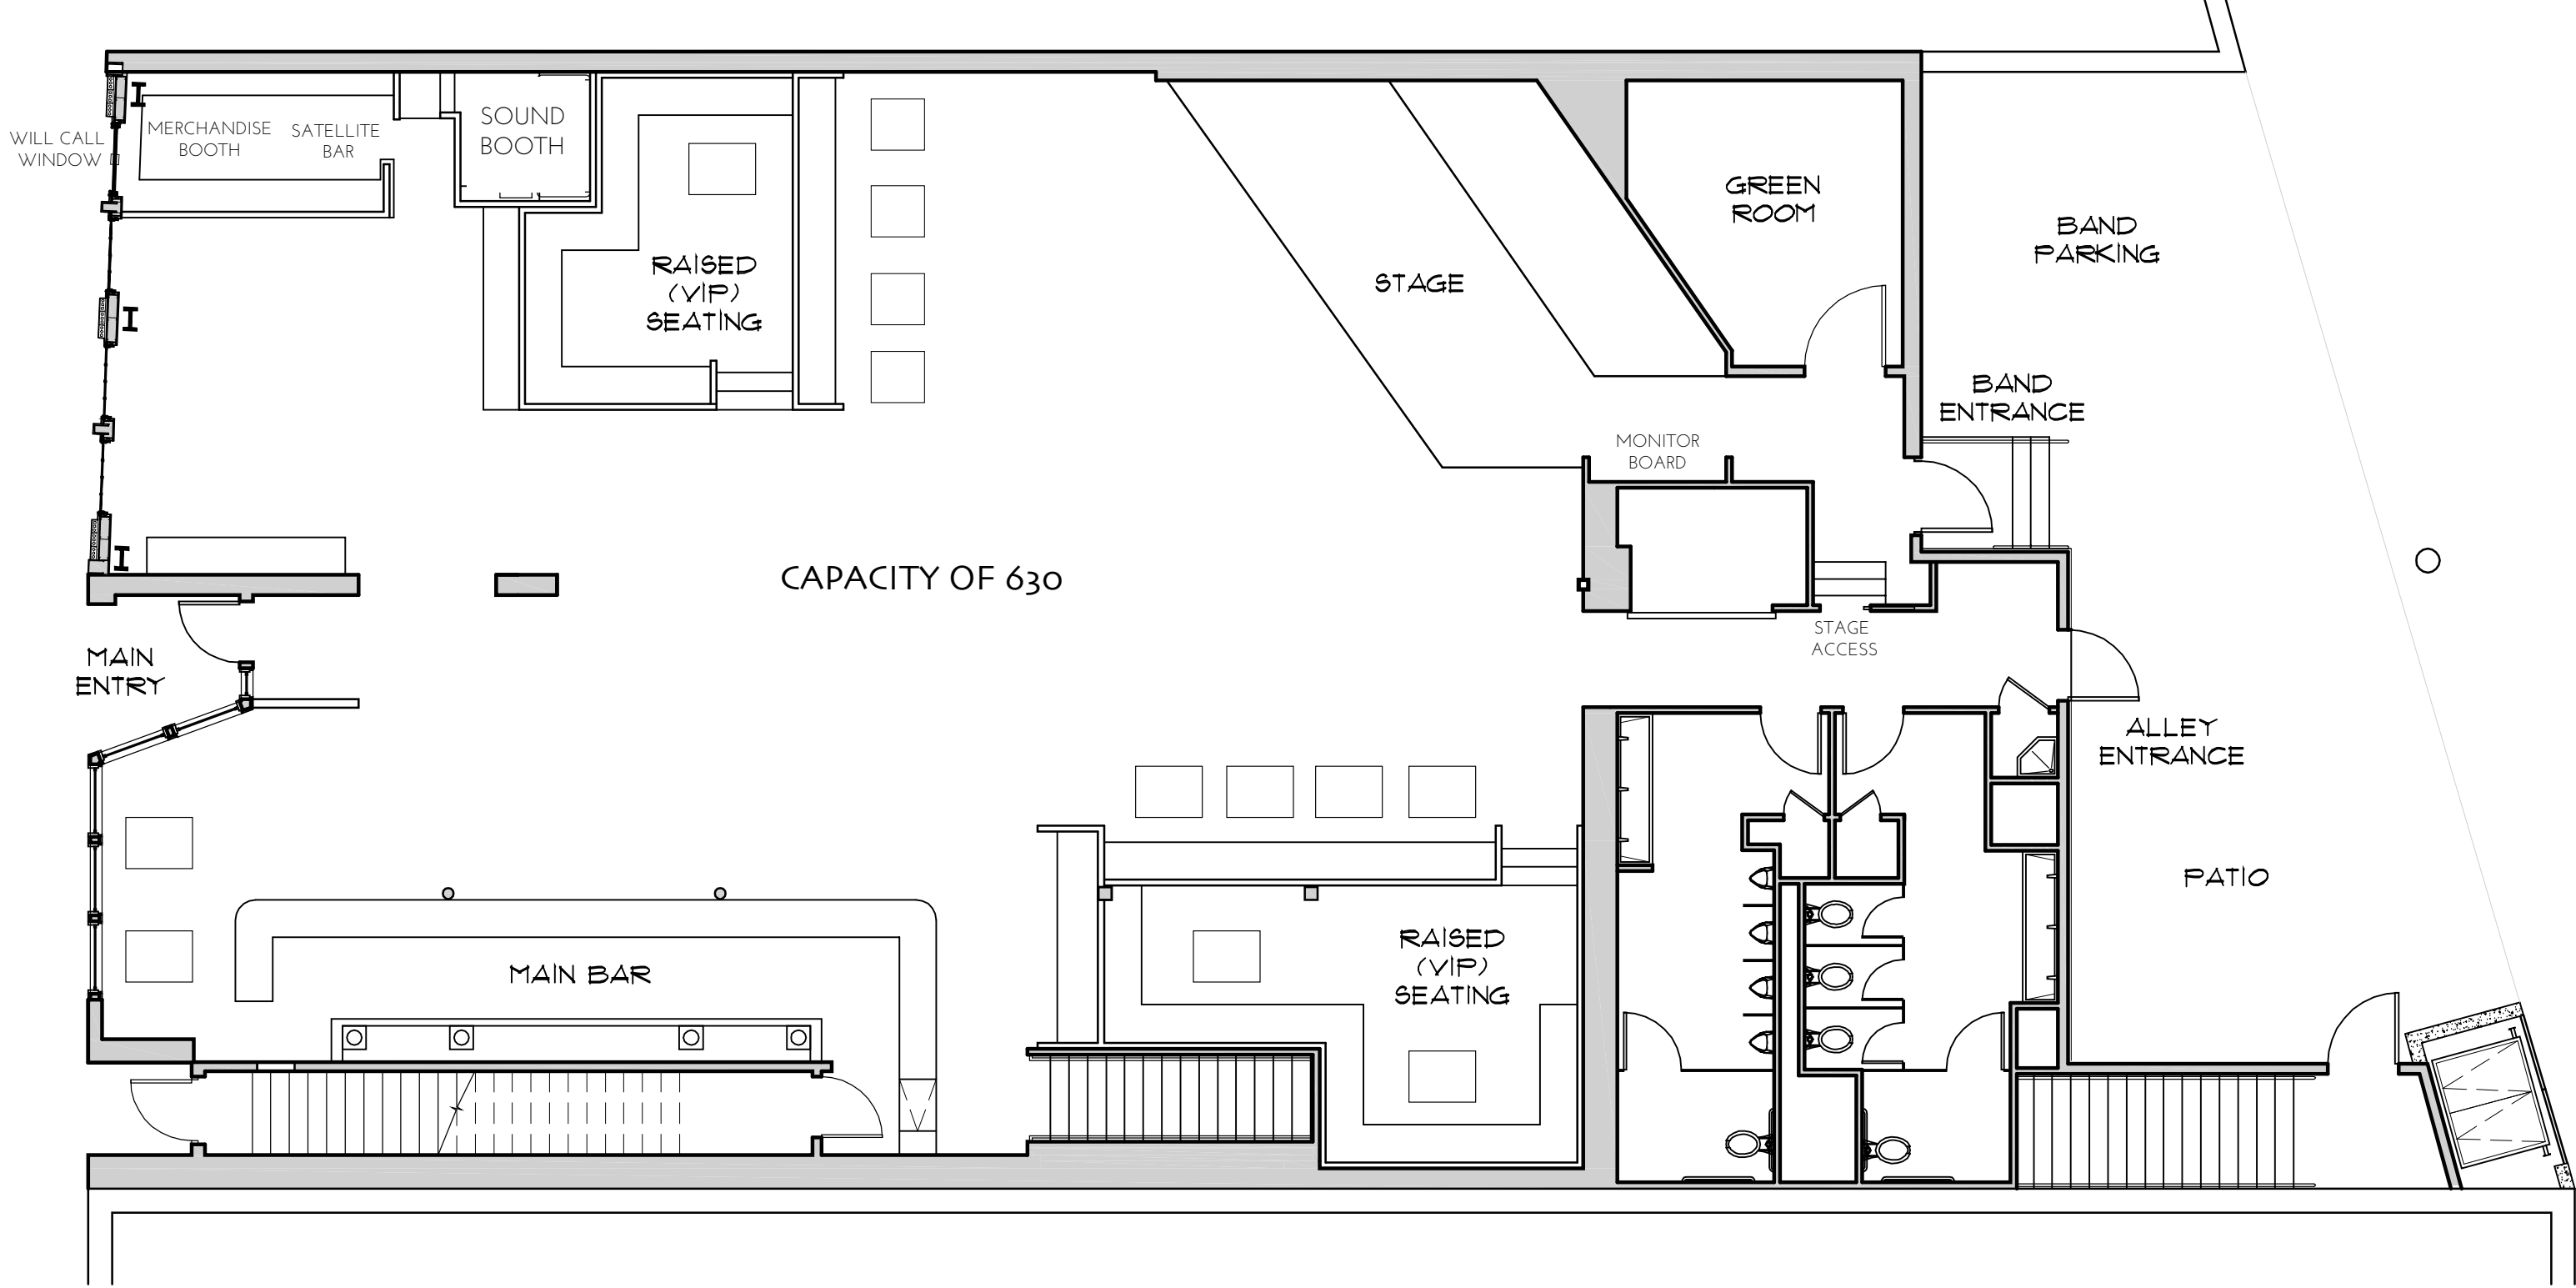 WILL CALL
WINDOW
MERCHANDISE
BOOTH
SATELLITE
BAR
SOUND
BOOTH
RAISED
(VIP)
SEATING
STAGE
GREEN
ROOM
BAND
PARKING
BAND
ENTRANCE
MONITOR
BOARD
CAPACITY OF 630
STAGE
ACCESS
MAIN
ENTRY
ALLEY
ENTRANCE
PATIO
MAIN BAR
RAISED
(VIP)
SEATING